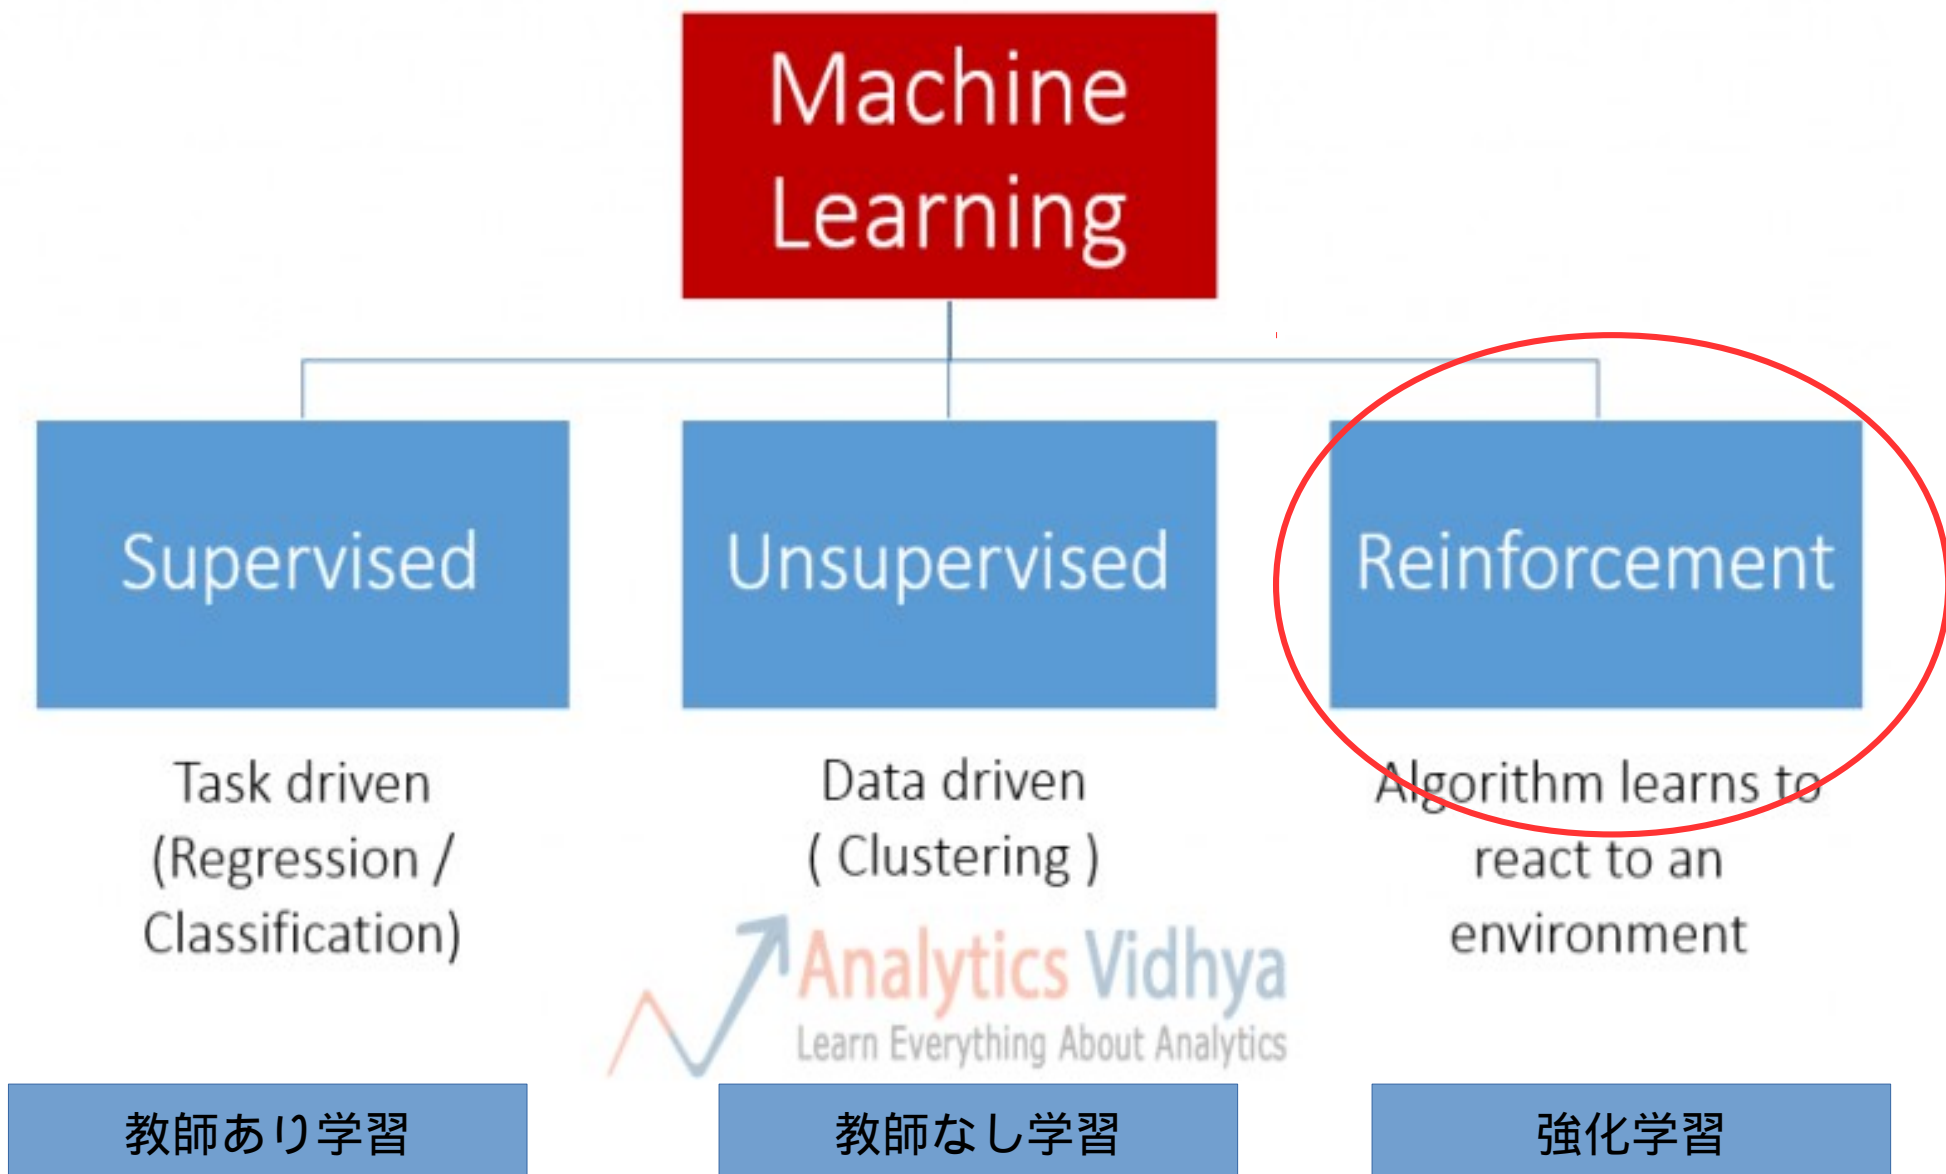 Machine
Learning
Supervised
Unsupervised
Reinforcement
Task driven
(Regression /
Classification)
Data driven
( Clustering )
Algorithm learns to
react to an
environment
Analytics Vidhya
Learn Everything About Analytics
教師あり学習
教師なし学習
強化学習